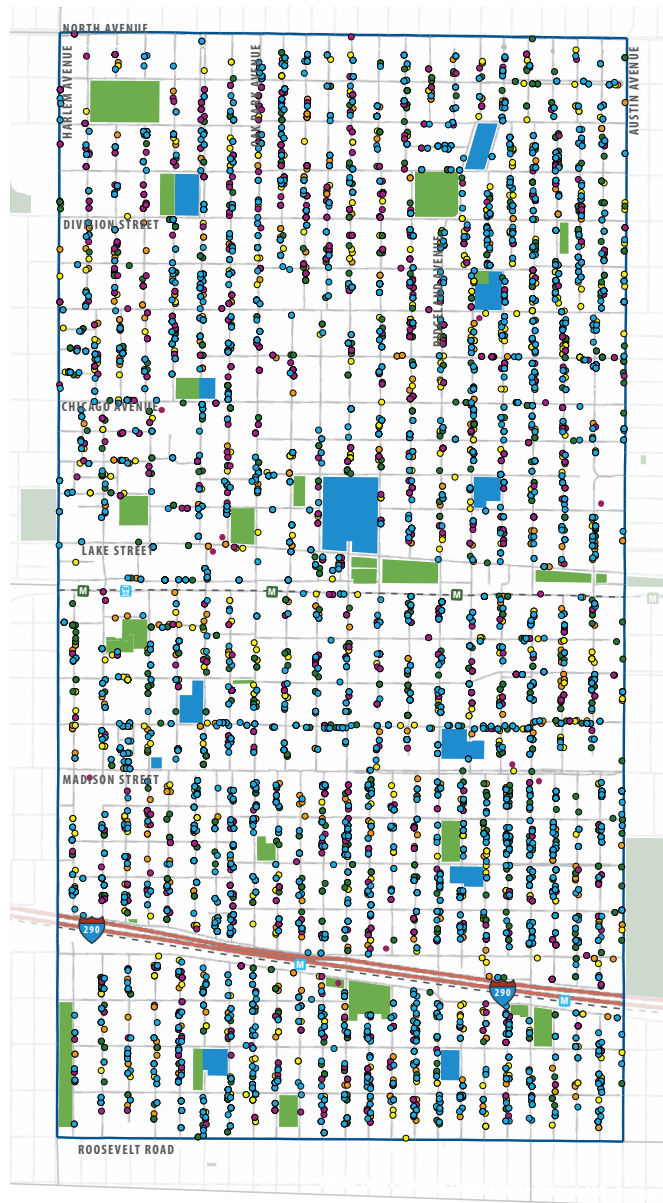 NORTH AVENUE
HARLEM AVENUE
OAK PARK AVENUE
AUSTIN AVENUE
DIVISION STREET
RIDGELAND AVENUE
CHICAGO AVENUE
LAKE STREET
M
M
M
M
MADISON STREET
290
M
290
M
ROOSEVELT ROAD